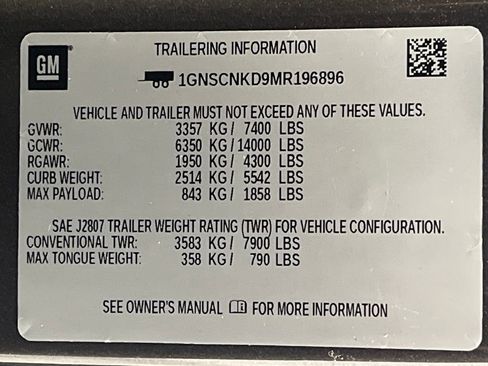 GM
TRAILERING INFORMATION
1GNSCNKD9MR196896
VEHICLE AND TRAILER MUST NOT EXCEED ANY OF THESE VALUES.
GVWR: 3357 KG / 7400 LBS
GCWR: 6350 KG / 14000 LBS
RGAWR: 1950 KG / 4300 LBS
CURB WEIGHT: 2514 KG / 5542 LBS
MAX PAYLOAD: 843 KG / 1858 LBS
SAE J2807 TRAILER WEIGHT RATING (TWR) FOR VEHICLE CONFIGURATION.
CONVENTIONAL TWR: 3583 KG / 7900 LBS
MAX TONGUE WEIGHT: 358 KG / 790 LBS
SEE OWNER'S MANUAL FOR MORE INFORMATION